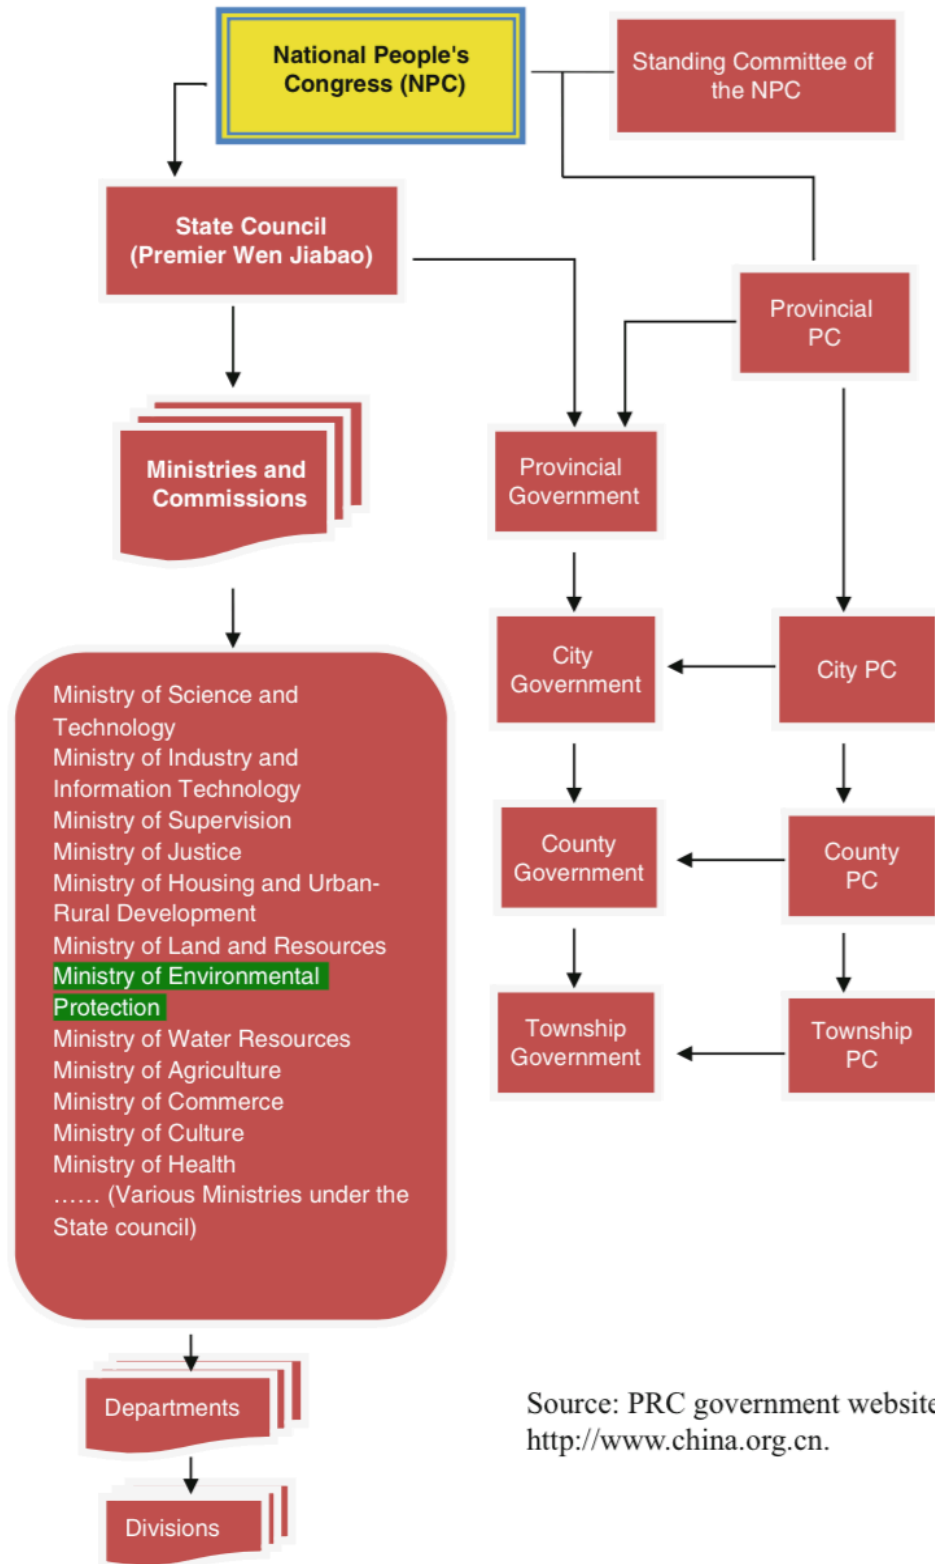 National People's
Congress (NPC)
Standing Committee of
the NPC
State Council
(Premier Wen Jiabao)
Provincial
PC
Ministries and
Commissions
Provincial
Government
City
Government
City PC
Ministry of Science and
Technology
Ministry of Industry and
Information Technology
Ministry of Supervision
Ministry of Justice
Ministry of Housing and Urban-
Rural Development
Ministry of Land and Resources
Ministry of Environmental
Protection
Ministry of Water Resources
Ministry of Agriculture
Ministry of Commerce
Ministry of Culture
Ministry of Health
…… (Various Ministries under the
State council)
County
Government
County
PC
Township
Government
Township
PC
Departments
Divisions
Source: PRC government website
http://www.china.org.cn.